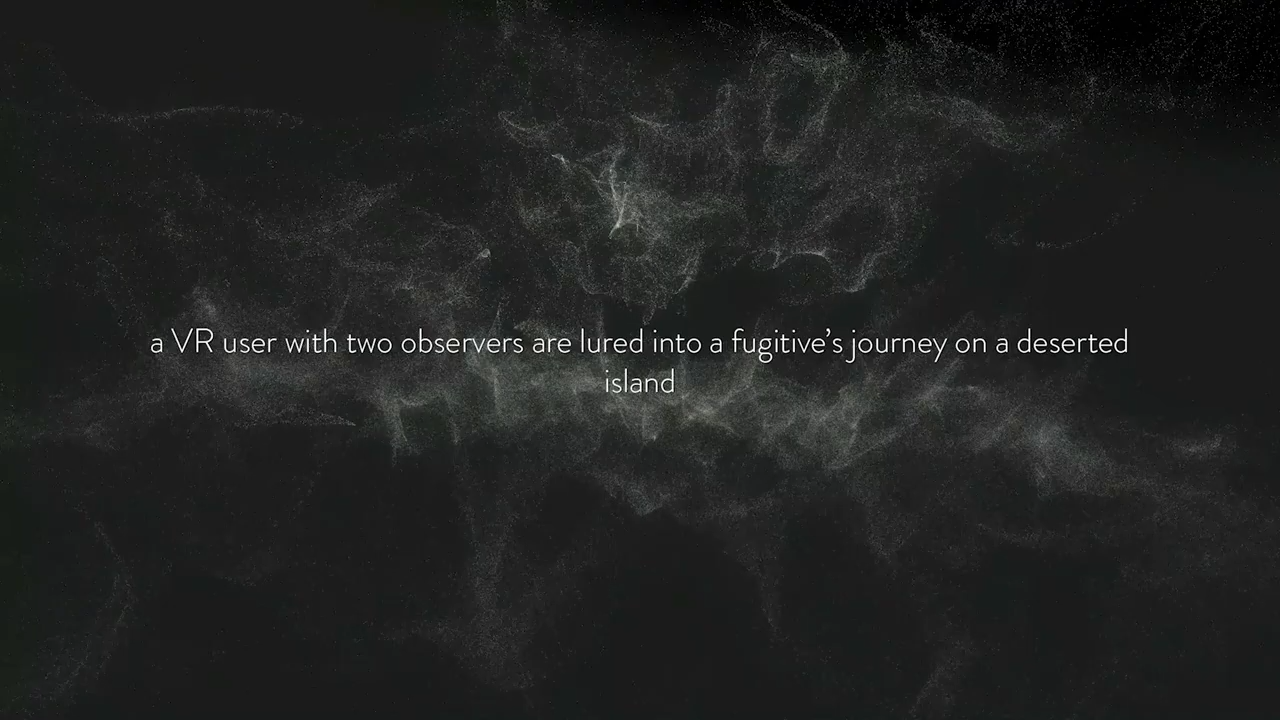 a VR user with two observers are lured into a fugitive’s journey on a deserted
island